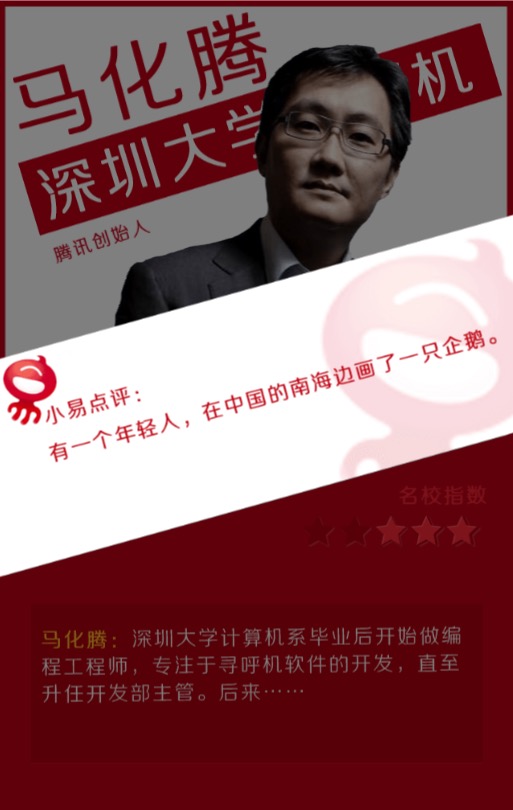 马化腾
深圳大学 机
腾讯创始人
小易点评：
有一个年轻人，在中国的南海边画了一只企鹅。
名校指数
马化腾：深圳大学计算机系毕业后开始做编
程工程师，专注于寻呼机软件的开发，直至
升任开发部主管。后来……